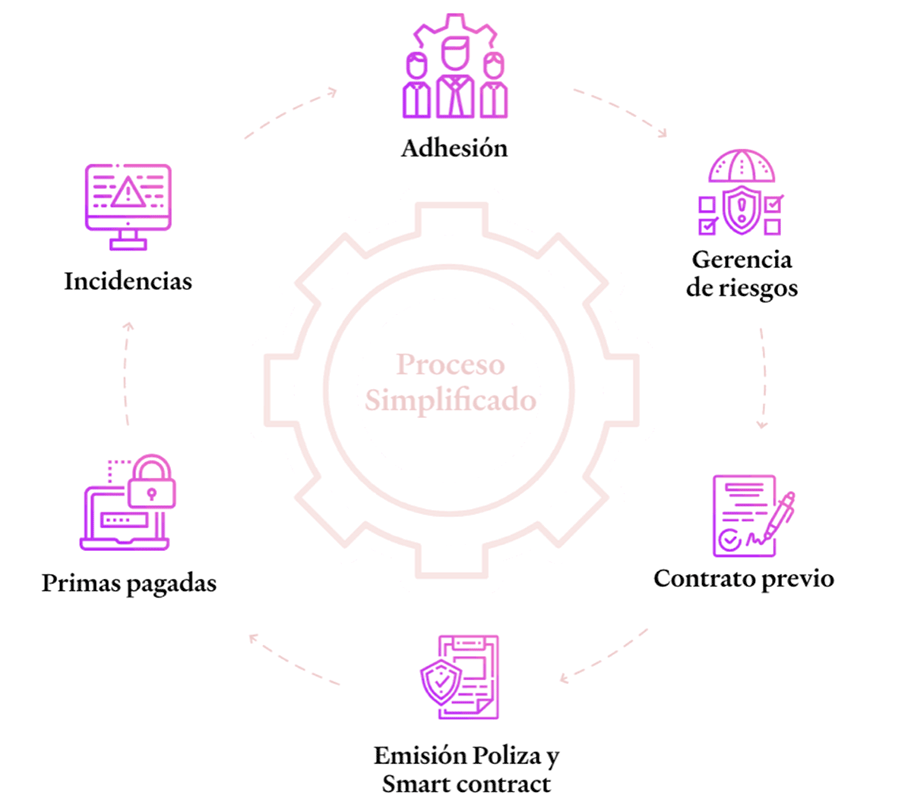 Adhesión
Gerencia
de riesgos
Contrato previo
Emisión Poliza y
Smart contract
Primas pagadas
Incidencias
Proceso
Simplificado